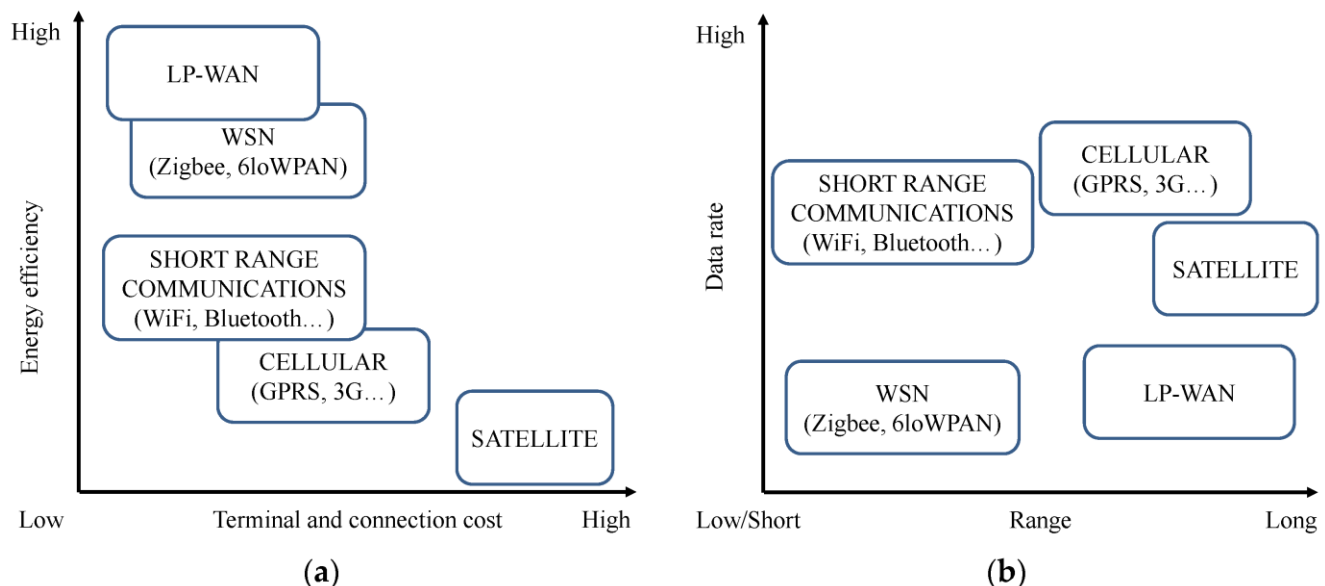 High
LP-WAN
WSN
(Zigbee, 6loWPAN)
SHORT RANGE
COMMUNICATIONS
(WiFi, Bluetooth…)
CELLULAR
(GPRS, 3G…)
SATELLITE
Energy efficiency
Low
Terminal and connection cost
High
(a)
High
CELLULAR
(GPRS, 3G…)
SHORT RANGE
COMMUNICATIONS
(WiFi, Bluetooth…)
SATELLITE
WSN
(Zigbee, 6loWPAN)
LP-WAN
Data rate
Low/Short
Range
Long
(b)